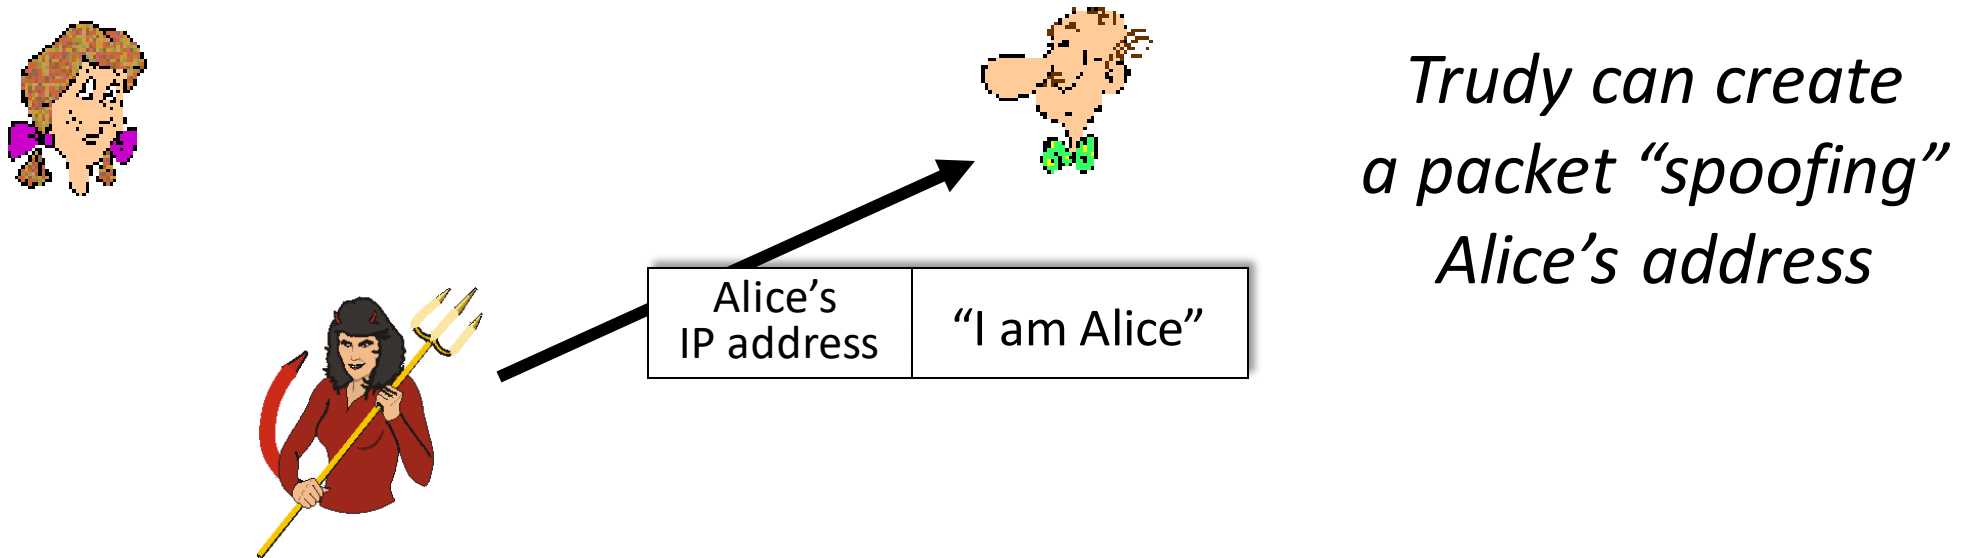 Trudy can create
a packet “spoofing”
Alice’s address
Alice’s
IP address
“I am Alice”